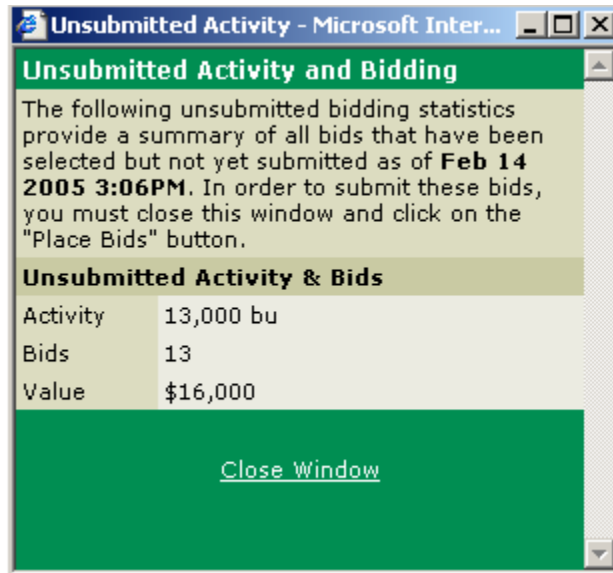 Unsubmitted Activity - Microsoft Inter...
Unsubmitted Activity and Bidding
The following unsubmitted bidding statistics
provide a summary of all bids that have been
selected but not yet submitted as of Feb 14
2005 3:06PM. In order to submit these bids,
you must close this window and click on the
"Place Bids" button.
Unsubmitted Activity & Bids
Activity 13,000 bu
Bids 13
Value $16,000
Close Window